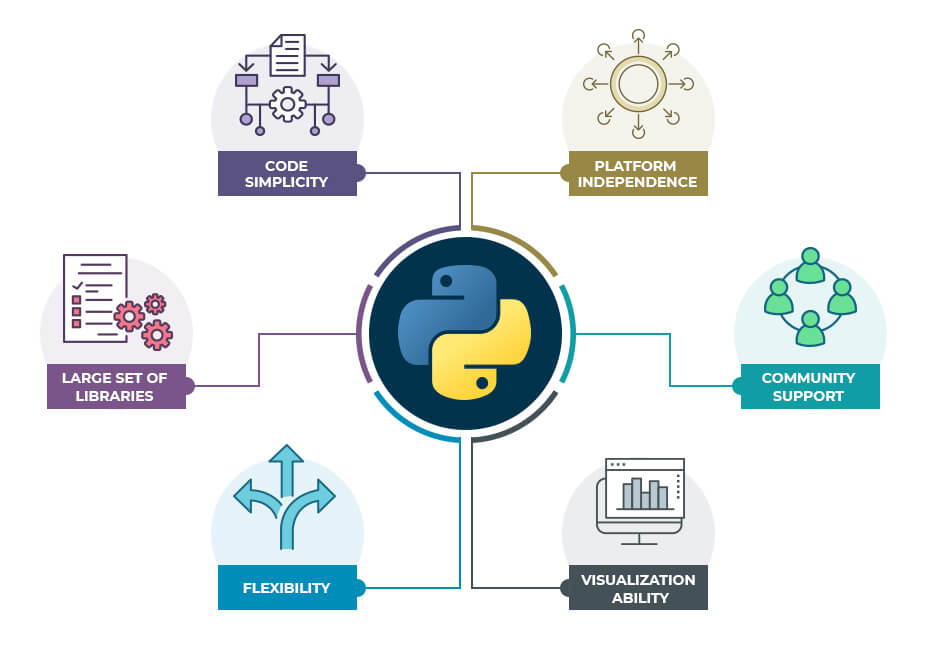 CODE
SIMPLICITY
PLATFORM
INDEPENDENCE
LARGE SET OF
LIBRARIES
COMMUNITY
SUPPORT
FLEXIBILITY
VISUALIZATION
ABILITY